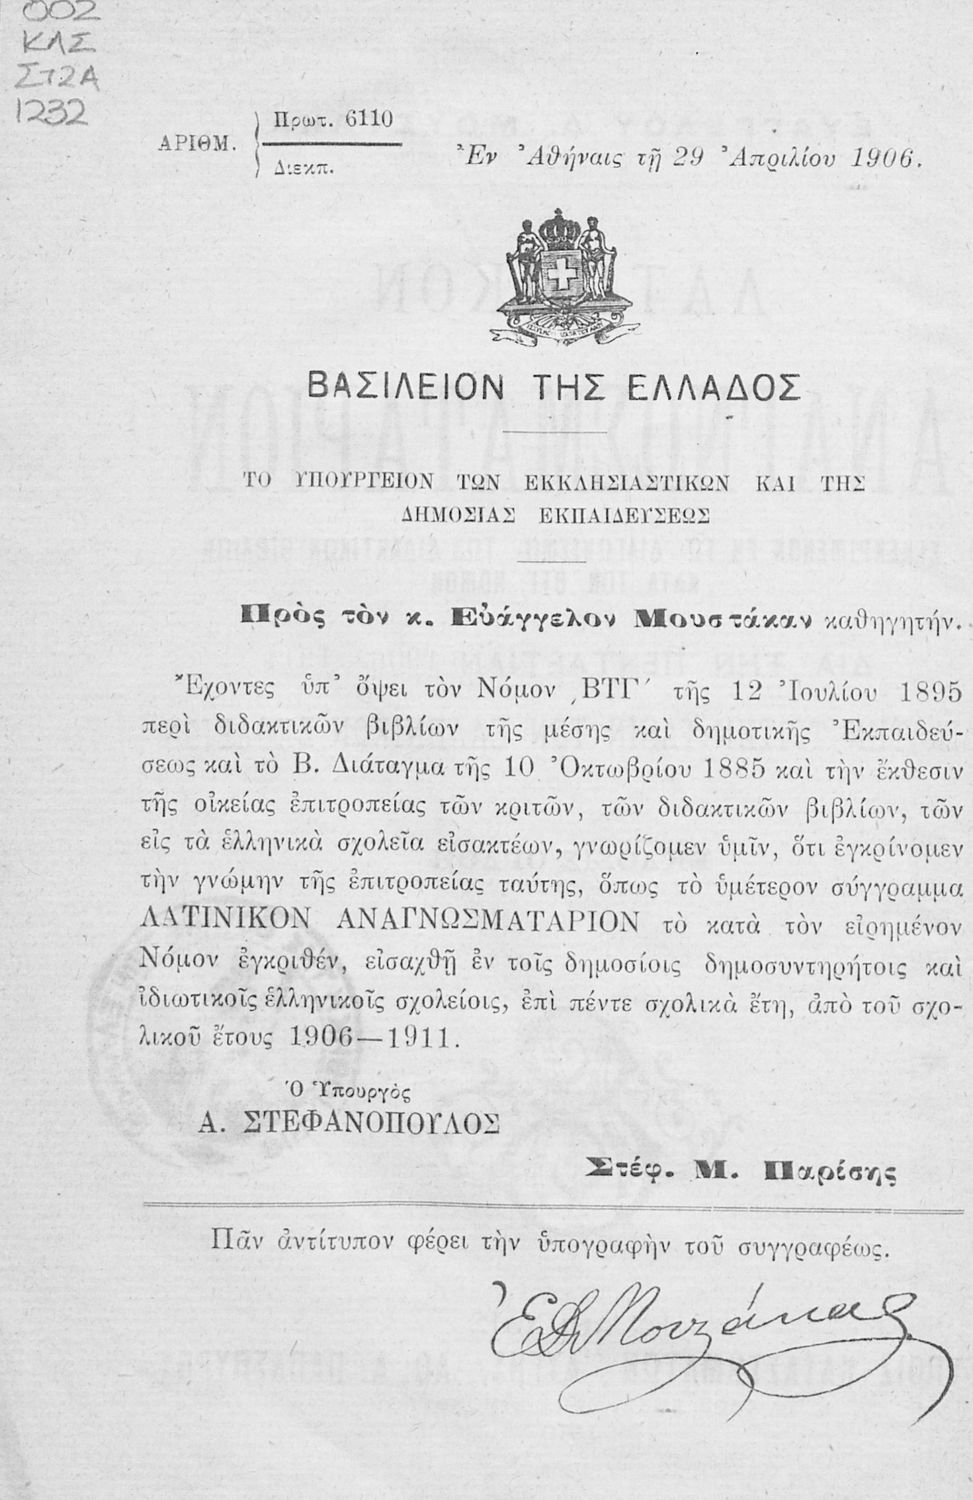 002
ΚΛΣ
ΣΤ2Α
1232
ΑΡΙΘΜ. Πρωτ. 6110
Διεκπ.
Ἐν Ἀθήναις τῇ 29 Ἀπριλίου 1906.
ΒΑΣΙΛΕΙΟΝ ΤΗΣ ΕΛΛΑΔΟΣ
ΤΟ ΥΠΟΥΡΓΕΙΟΝ ΤΩΝ ΕΚΚΛΗΣΙΑΣΤΙΚΩΝ ΚΑΙ ΤΗΣ
ΔΗΜΟΣΙΑΣ ΕΚΠΑΙΔΕΥΣΕΩΣ
Πρὸς τὸν κ. Εὐάγγελον Μουστάκαν καθηγητήν.
Ἔχοντες ὑπ' ὄψει τὸν Νόμον ͵ΒΤΓ′ τῆς 12 Ἰουλίου 1895
περὶ διδακτικῶν βιβλίων τῆς μέσης καὶ δημοτικῆς Ἐκπαιδεύ-
σεως καὶ τὸ Β. Διάταγμα τῆς 10 Ὀκτωβρίου 1885 καὶ τὴν ἔκθεσιν
τῆς οἰκείας ἐπιτροπείας τῶν κριτῶν, τῶν διδακτικῶν βιβλίων, τῶν
εἰς τὰ ἑλληνικὰ σχολεῖα εἰσακτέων, γνωρίζομεν ὑμῖν, ὅτι ἐγκρίνομεν
τὴν γνώμην τῆς ἐπιτροπείας ταύτης, ὅπως τὸ ὑμέτερον σύγγραμμα
ΛΑΤΙΝΙΚΟΝ ΑΝΑΓΝΩΣΜΑΤΑΡΙΟΝ τὸ κατὰ τὸν εἰρημένον
Νόμον ἐγκριθέν, εἰσαχθῇ ἐν τοῖς δημοσίοις δημοσυντηρήτοις καὶ
ἰδιωτικοῖς ἑλληνικοῖς σχολείοις, ἐπὶ πέντε σχολικὰ ἔτη, ἀπὸ τοῦ σχο-
λικοῦ ἔτους 1906—1911.
Ὁ Ὑπουργὸς
Α. ΣΤΕΦΑΝΟΠΟΥΛΟΣ
Στέφ. Μ. Παρίσης
Πᾶν ἀντίτυπον φέρει τὴν ὑπογραφὴν τοῦ συγγραφέως.